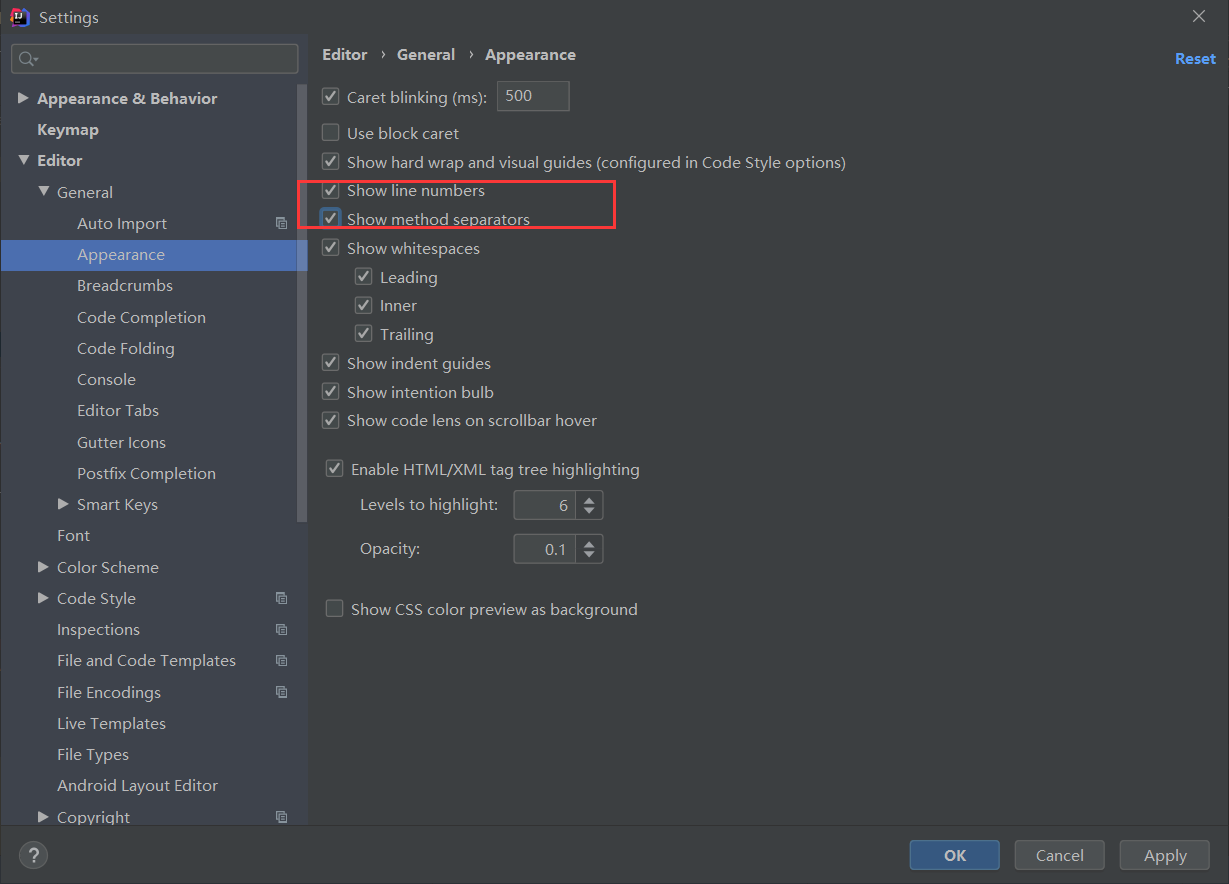 Settings
Editor › General › Appearance
Reset
Appearance & Behavior
Keymap
Editor
General
Auto Import
Appearance
Breadcrumbs
Code Completion
Code Folding
Console
Editor Tabs
Gutter Icons
Postfix Completion
Smart Keys
Font
Color Scheme
Code Style
Inspections
File and Code Templates
File Encodings
Live Templates
File Types
Android Layout Editor
Copyright
Caret blinking (ms): 500
Use block caret
Show hard wrap and visual guides (configured in Code Style options)
Show line numbers
Show method separators
Show whitespaces
Leading
Inner
Trailing
Show indent guides
Show intention bulb
Show code lens on scrollbar hover
Enable HTML/XML tag tree highlighting
Levels to highlight: 6
Opacity: 0.1
Show CSS color preview as background
?
OK Cancel Apply